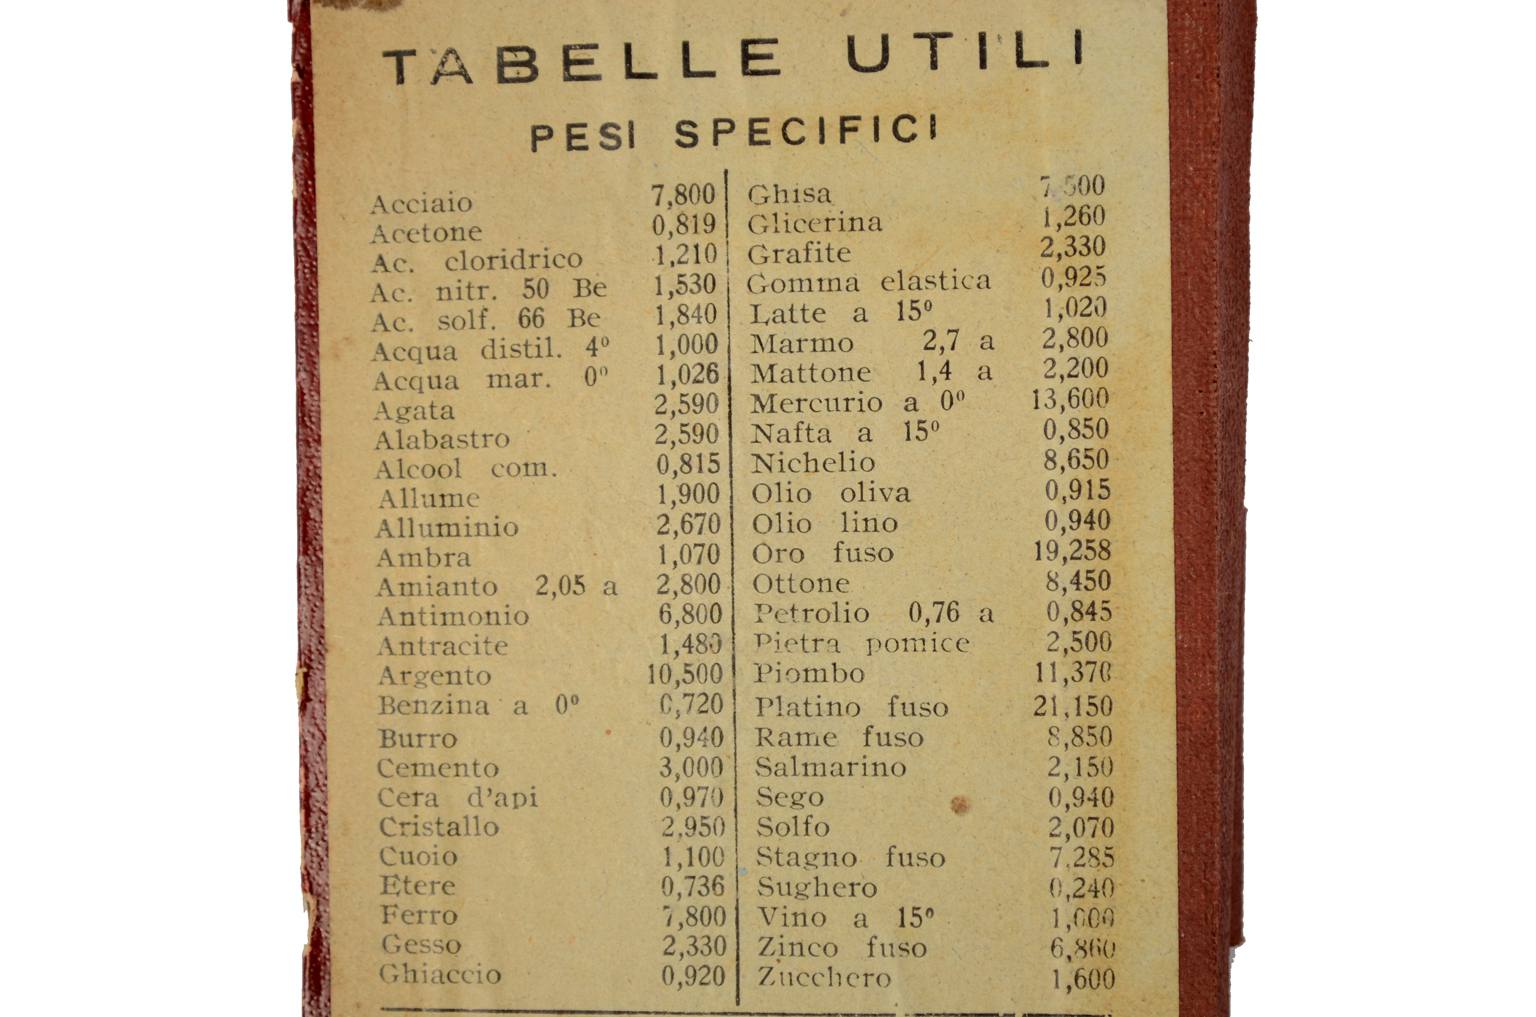 TABELLE UTILI
PESI SPECIFICI
Acciaio 7,800
Acetone 0,819
Ac. cloridrico 1,210
Ac. nitr. 50 Be 1,530
Ac. solf. 66 Be 1,840
Acqua distil. 4º 1,000
Acqua mar. 0º 1,026
Agata 2,590
Alabastro 2,590
Alcool com. 0,815
Allume 1,900
Alluminio 2,670
Ambra 1,070
Amianto 2,05 a 2,800
Antimonio 6,800
Antracite 1,480
Argento 10,500
Benzina a 0º 0,720
Burro 0,940
Cemento 3,000
Cera d'api 0,970
Cristallo 2.950
Cuoio 1,100
Etere 0,736
Ferro 7,800
Gesso 2,330
Ghiaccio 0,920
Ghisa 7.500
Glicerina 1,260
Grafite 2,330
Gomma elastica 0,925
Latte a 15º 1,020
Marmo 2,7 a 2,800
Mattone 1,4 a 2,200
Mercurio a 0º 13,600
Nafta a 15º 0,850
Nichelio 8,650
Olio oliva 0,915
Olio lino 0,940
Oro fuso 19,258
Ottone 8,450
Petrolio 0,76 a 0,845
Pietra pomice 2,500
Piombo 11,370
Platino fuso 21,150
Rame fuso 8,850
Salmarino 2,150
Sego 0,940
Solfo 2,070
Stagno fuso 7.285
Sughero 0,240
Vino a 15º 1,000
Zinco fuso 6,860
Zucchero 1,600